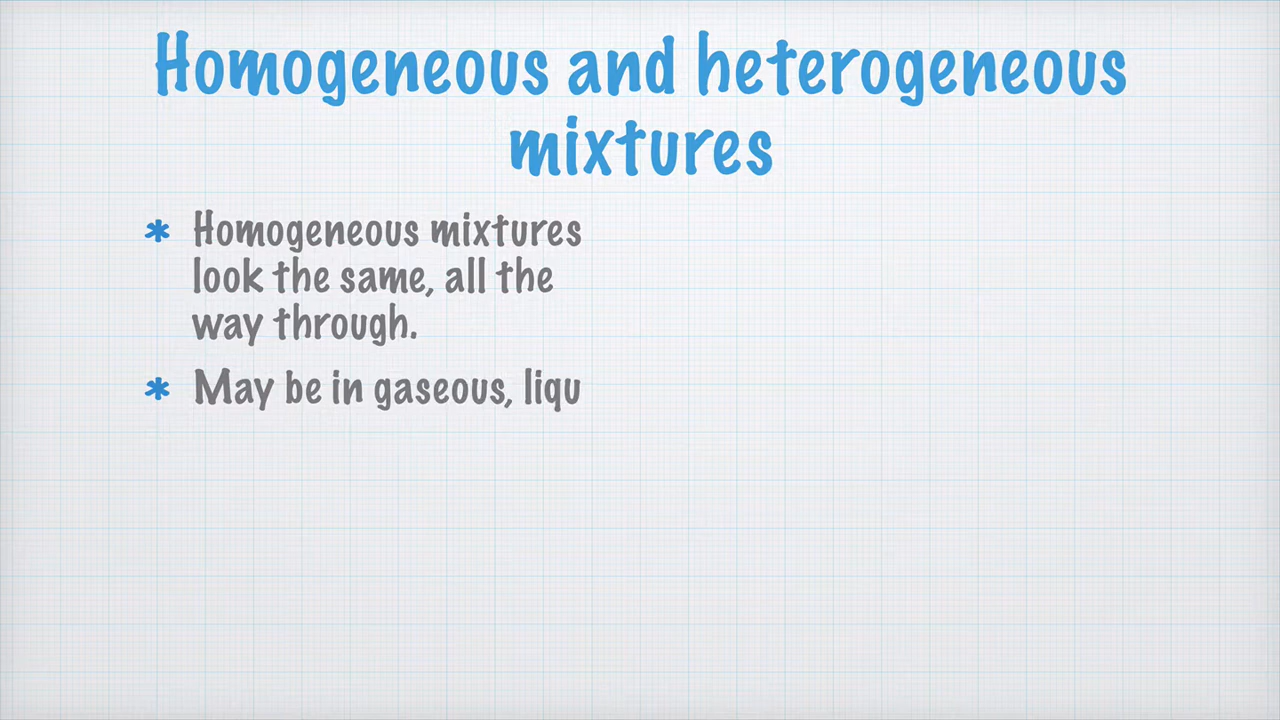 Homogeneous and heterogeneous
mixtures
* Homogeneous mixtures
look the same, all the
way through.
* May be in gaseous, liqu